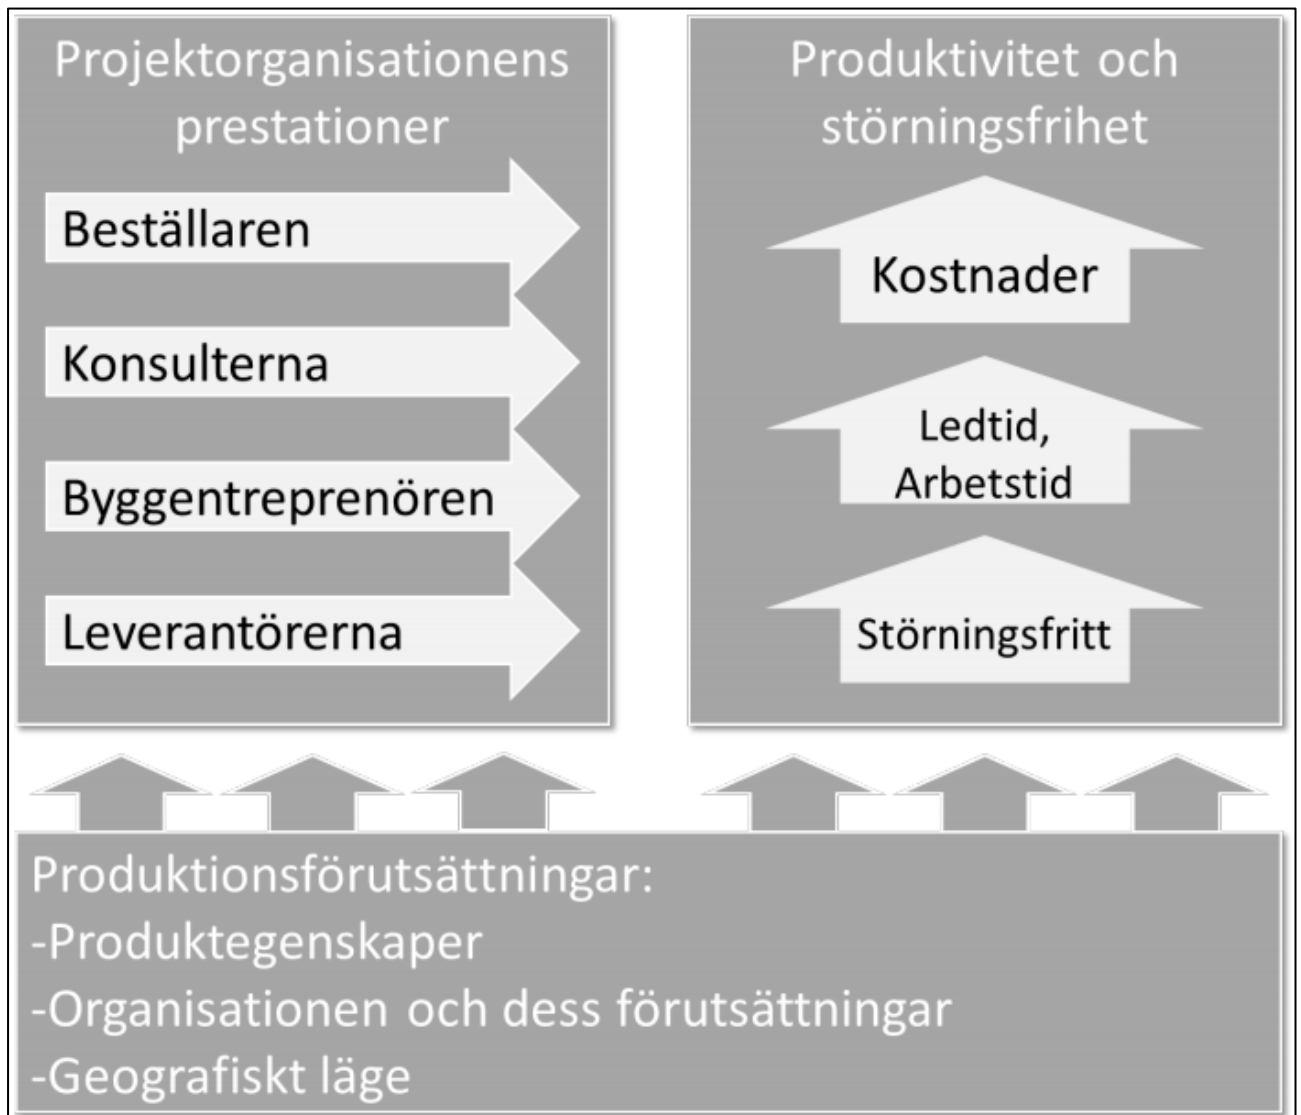 Projektorganisationens
prestationer
Beställaren
Konsulterna
Byggentreprenören
Leverantörerna
Produktivitet och
störningsfrihet
Kostnader
Ledtid,
Arbetstid
Störningsfritt
Produktionsförutsättningar:
-Produktegenskaper
-Organisationen och dess förutsättningar
-Geografiskt läge